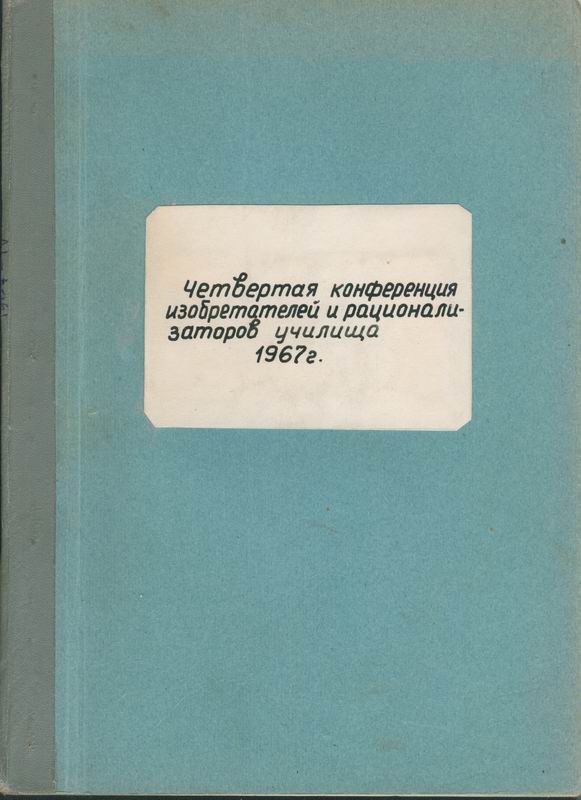 Четвертая конференция
изобретателей и рационали-
заторов училища
1967г.